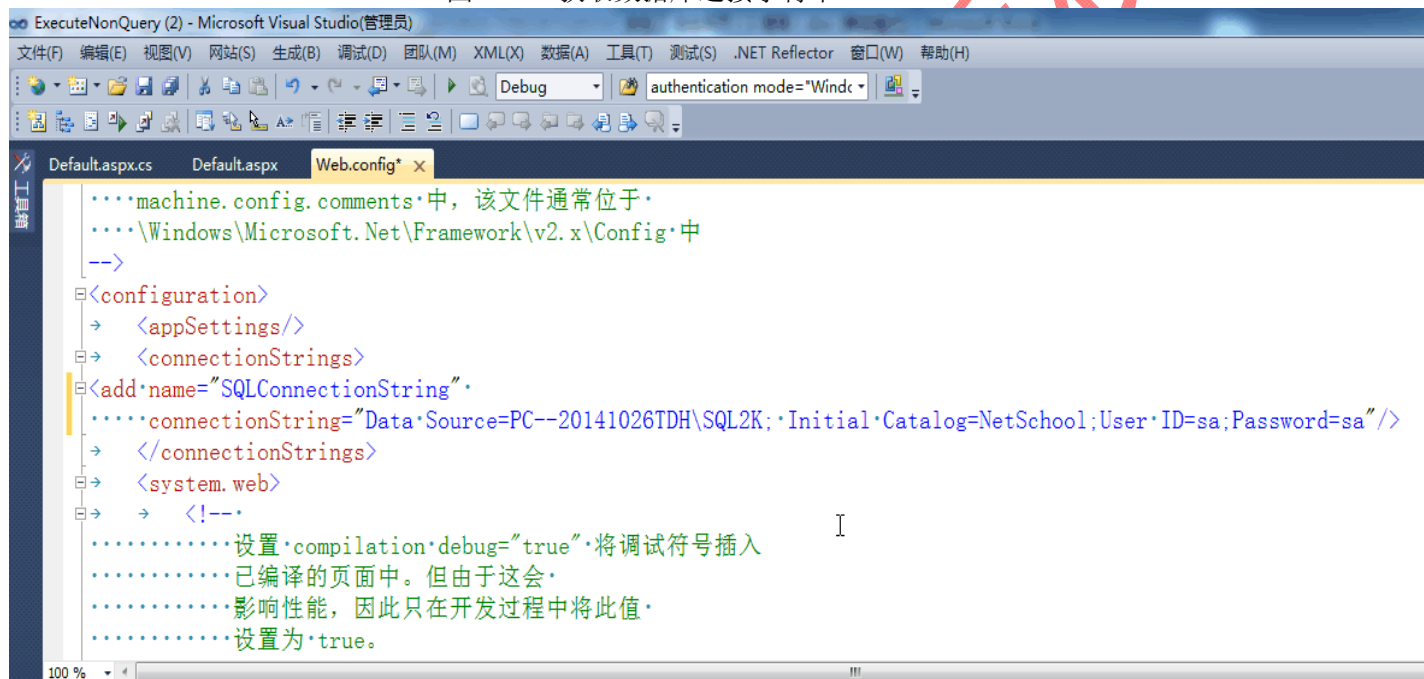 ExecuteNonQuery (2) - Microsoft Visual Studio(管理员)
文件(F) 编辑(E) 视图(V) 网站(S) 生成(B) 调试(D) 团队(M) XML(X) 数据(A) 工具(T) 测试(S) .NET Reflector 窗口(W) 帮助(H)
Debug authentication mode="Windc
Default.aspx.cs Default.aspx Web.config* x
工具箱
····machine.config.comments·中，该文件通常位于·
····\Windows\Microsoft.Net\Framework\v2.x\Config·中
-->
<configuration>
<appSettings/>
<connectionStrings>
<add·name="SQLConnectionString"·
·····connectionString="Data·Source=PC--20141026TDH\SQL2K;·Initial·Catalog=NetSchool;User·ID=sa;Password=sa"/>
</connectionStrings>
<system.web>
<!--·
············设置·compilation·debug="true"·将调试符号插入
············已编译的页面中。但由于这会·
············影响性能，因此只在开发过程中将此值·
············设置为·true。
100 %